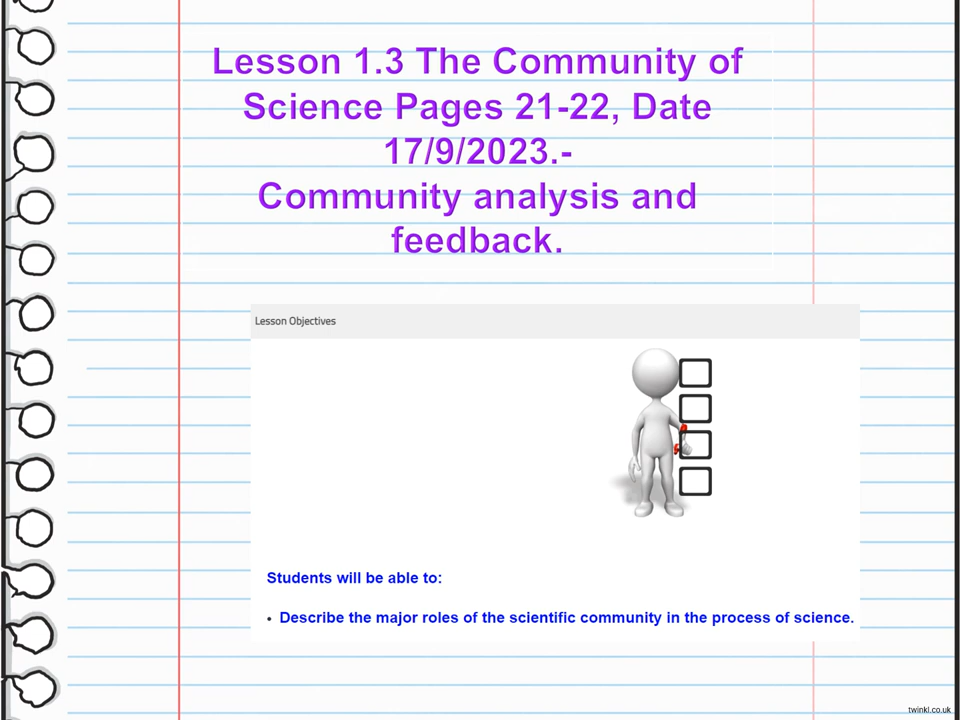 Lesson 1.3 The Community of
Science Pages 21-22, Date
17/9/2023.-
Community analysis and
feedback.
Lesson Objectives
Students will be able to:
• Describe the major roles of the scientific community in the process of science.
twinkl.co.uk